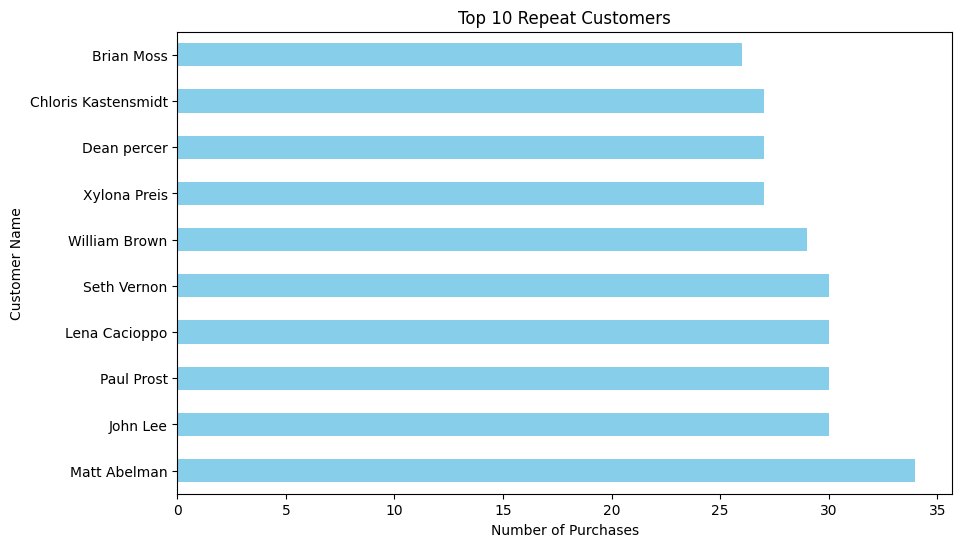 Top 10 Repeat Customers
Customer Name
Brian Moss
Chloris Kastensmidt
Dean percer
Xylona Preis
William Brown
Seth Vernon
Lena Cacioppo
Paul Prost
John Lee
Matt Abelman
0 5 10 15 20 25 30 35
Number of Purchases